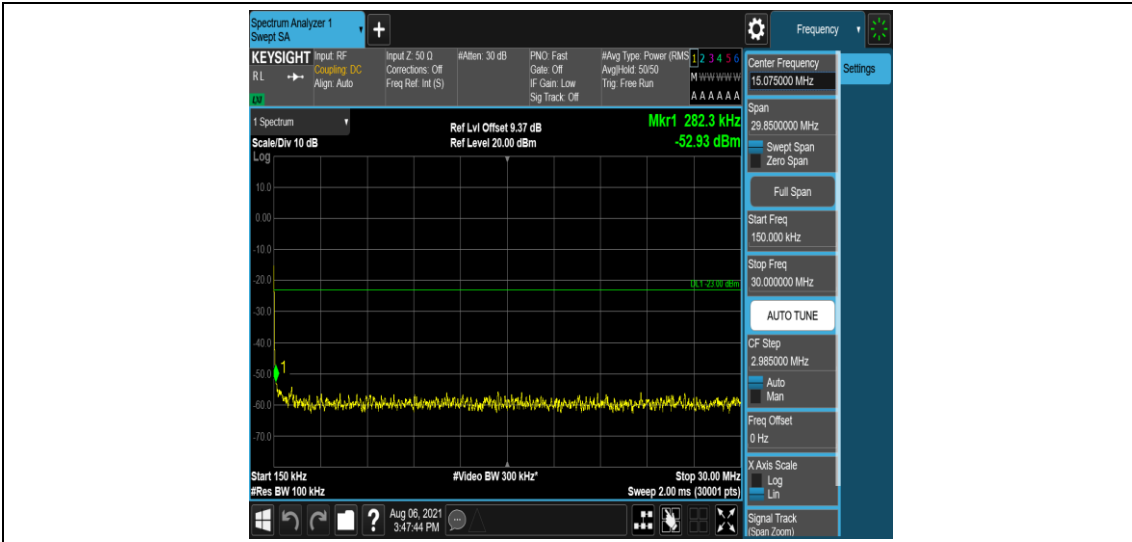 Spectrum Analyzer 1
Swept SA
+
Frequency
KEYSIGHT
RL
LXI
Input: RF
Coupling: DC
Align: Auto
Input Z: 50 Ω
Corrections: Off
Freq Ref: Int (S)
#Atten: 30 dB
PNO: Fast
Gate: Off
IF Gain: Low
Sig Track: Off
#Avg Type: Power (RMS
Avg|Hold: 50/50
Trig: Free Run
1 2 3 4 5 6
M W W W W W
A A A A A A
Center Frequency
15.075000 MHz
Settings
Span
29.8500000 MHz
Swept Span
Zero Span
Full Span
Start Freq
150.000 kHz
Stop Freq
30.000000 MHz
AUTO TUNE
CF Step
2.985000 MHz
Auto
Man
Freq Offset
0 Hz
X Axis Scale
Log
Lin
Signal Track
(Span Zoom)
1 Spectrum
Scale/Div 10 dB
Log
Ref Lvl Offset 9.37 dB
Ref Level 20.00 dBm
Mkr1 282.3 kHz
-52.93 dBm
10.0
0.00
-10.0
-20.0
DL1 -23.00 dBm
-30.0
-40.0
-50.0
1
-60.0
-70.0
Start 150 kHz
#Video BW 300 kHz*
Stop 30.00 MHz
#Res BW 100 kHz
Sweep 2.00 ms (30001 pts)
?
Aug 06, 2021
3:47:44 PM